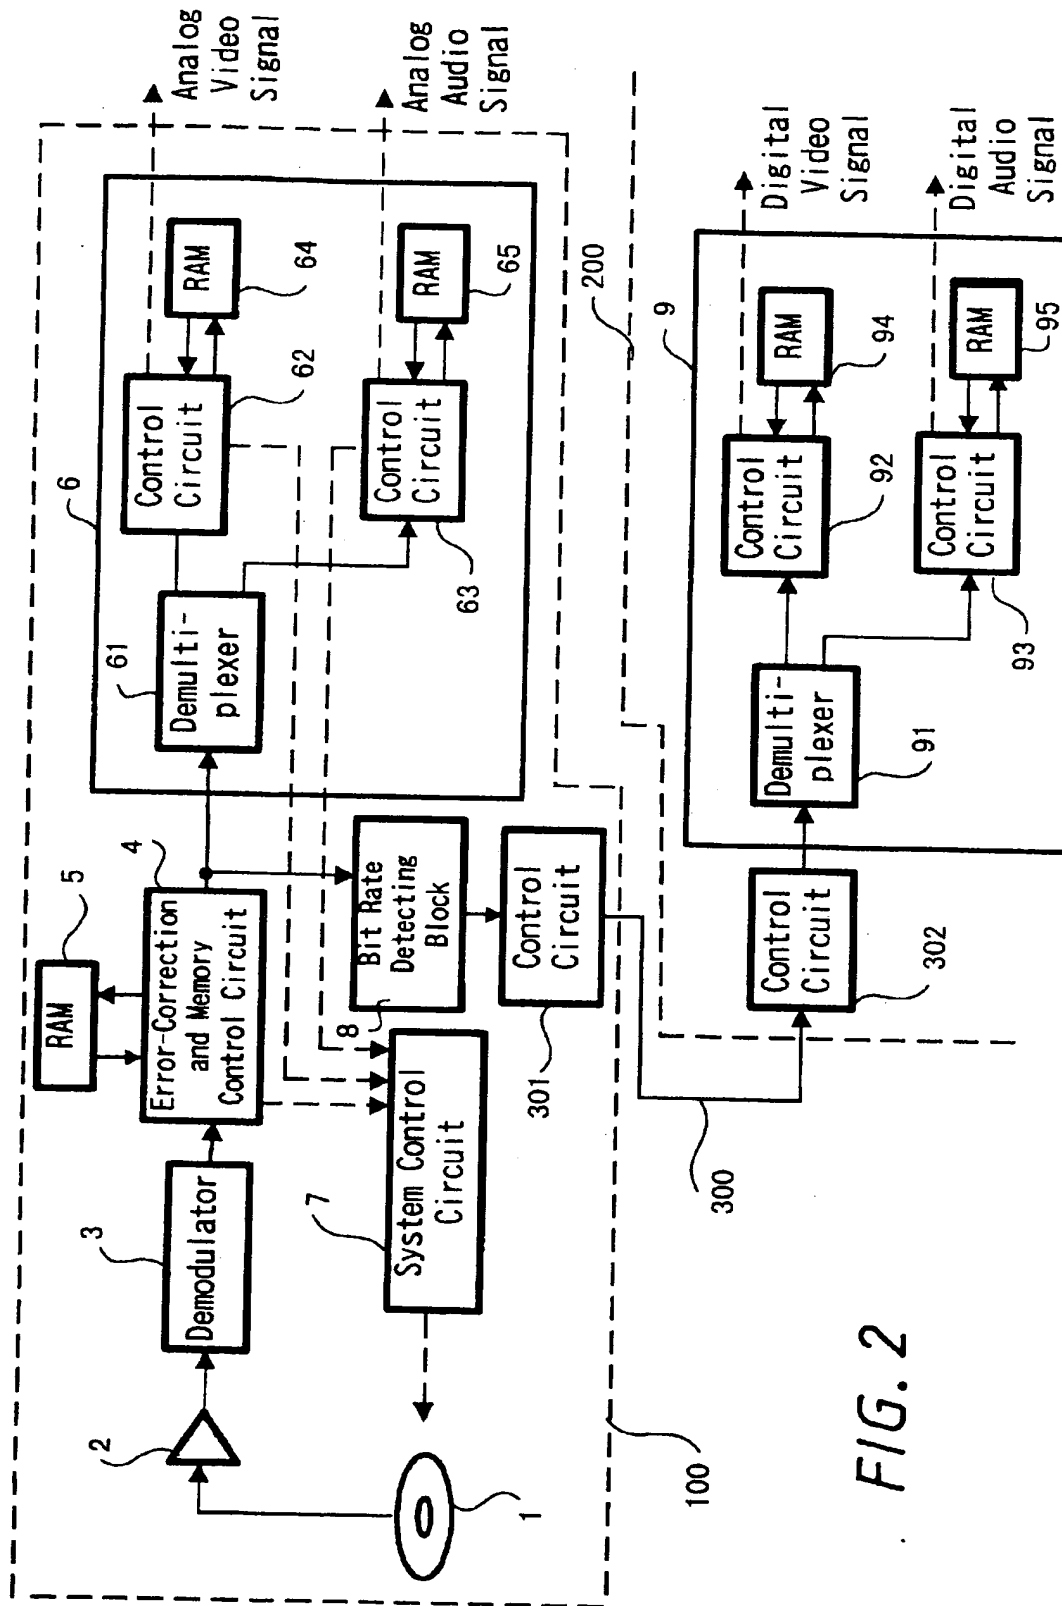 Analog
Video
Signal
Analog
Audio
Signal
5
RAM
4
Error-Correction
and Memory
Control Circuit
3
Demodulator
2
1
6
61
Demulti-
plexer
Control
Circuit
62
RAM
64
Control
Circuit
63
RAM
65
7
System Control
Circuit
8
Bit Rate
Detecting
Block
Control
Circuit
301
100
200
300
Control
Circuit
302
9
Demulti-
plexer
91
Control
Circuit
92
RAM
94
Control
Circuit
93
RAM
95
Digital
Video
Signal
Digital
Audio
Signal
FIG. 2